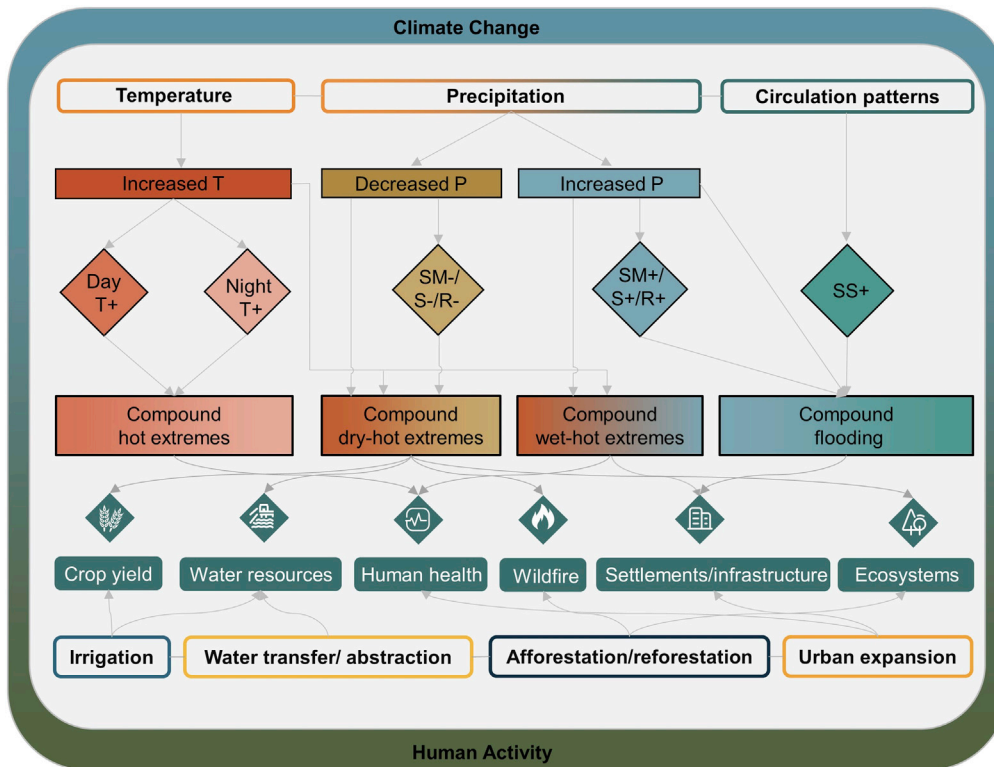 Climate Change
Temperature
Precipitation
Circulation patterns
Increased T
Decreased P
Increased P
Day
T+
Night
T+
SM-/
S-/R-
SM+/
S+/R+
SS+
Compound
hot extremes
Compound
dry-hot extremes
Compound
wet-hot extremes
Compound
flooding
Crop yield
Water resources
Human health
Wildfire
Settlements/infrastructure
Ecosystems
Irrigation
Water transfer/ abstraction
Afforestation/reforestation
Urban expansion
Human Activity